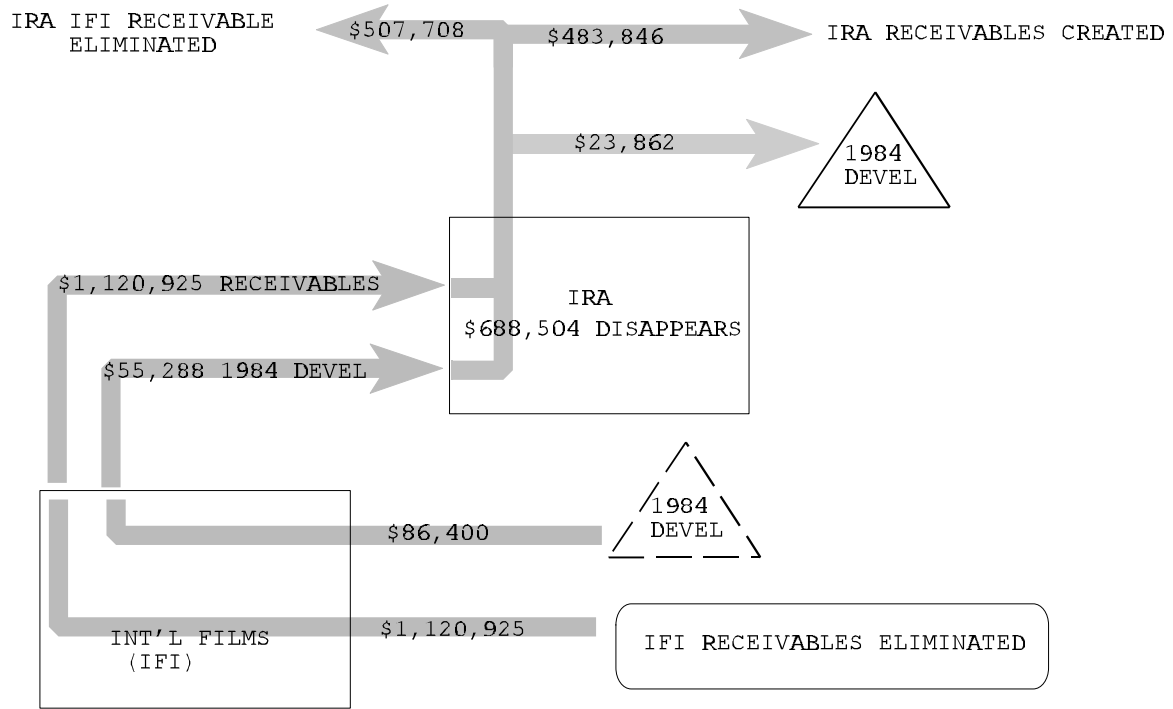 IRA IFI RECEIVABLE
ELIMINATED
$507,708
$483,846
IRA RECEIVABLES CREATED
$23,862
1984
DEVEL
$1,120,925 RECEIVABLES
IRA
$688,504 DISAPPEARS
$55,288 1984 DEVEL
1984
DEVEL
$86,400
$1,120,925
INT'L FILMS
(IFI)
IFI RECEIVABLES ELIMINATED